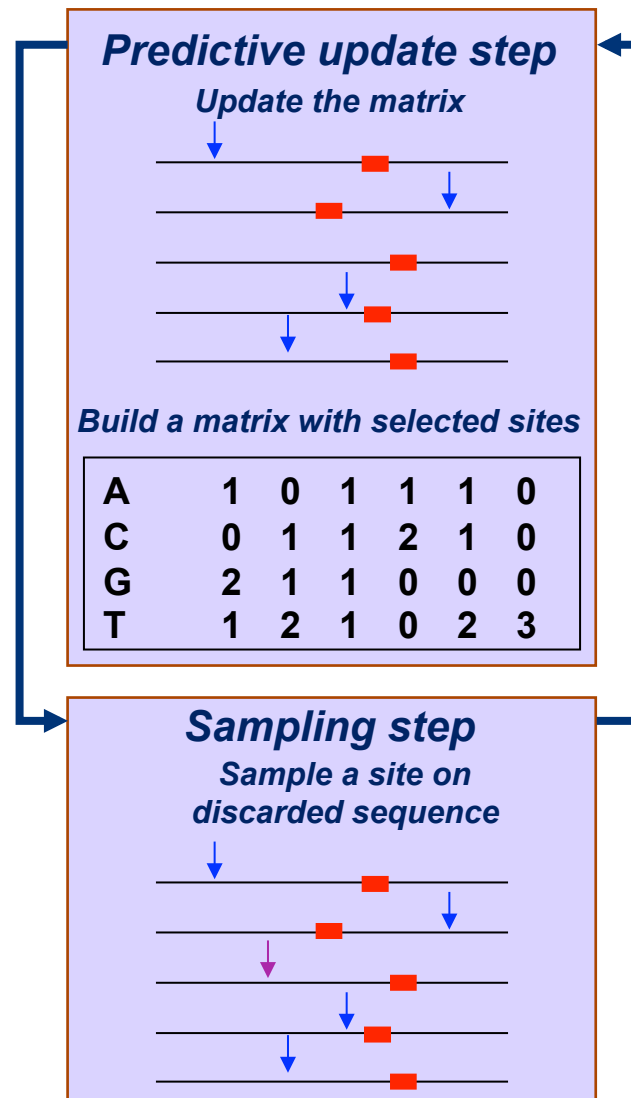 Predictive update step
Update the matrix
Build a matrix with selected sites
A 1 0 1 1 1 0
C 0 1 1 2 1 0
G 2 1 1 0 0 0
T 1 2 1 0 2 3
Sampling step
Sample a site on
discarded sequence